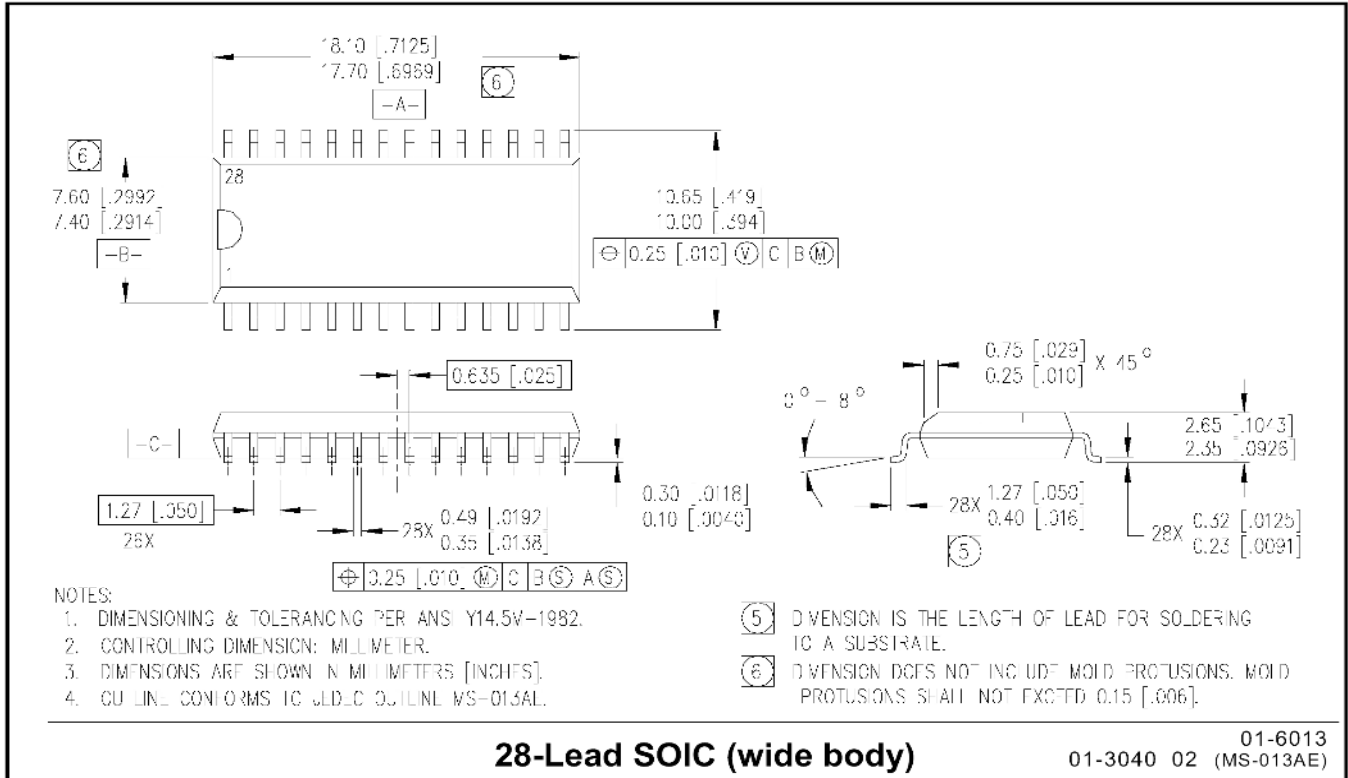 18.10 [.7125]
17.70 [.6969]
6
-A-
6
28
7.60 [.2992]
7.40 [.2914]
-B-
1
10.65 [.419]
10.00 [.394]
0.25 [.010] C B M
0.635 [.025]
-C-
1.27 [.050]
26X
28X 0.49 [.0192]
0.35 [.0138]
0.25 [.010] M C B S A S
0.30 [.0118]
0.10 [.0040]
0.75 [.029]
0.25 [.010] X 45°
0° – 8°
2.65 [.1043]
2.35 [.0926]
28X 1.27 [.050]
0.40 [.016]
5
28X 0.32 [.0125]
0.23 [.0091]
NOTES:
1. DIMENSIONING & TOLERANCING PER ANSI Y14.5M-1982.
2. CONTROLLING DIMENSION: MILLIMETER.
3. DIMENSIONS ARE SHOWN IN MILLIMETERS [INCHES].
4. OUTLINE CONFORMS TO JEDEC OUTLINE MS-013AE.
5 DIMENSION IS THE LENGTH OF LEAD FOR SOLDERING
TO A SUBSTRATE.
6 DIMENSION DOES NOT INCLUDE MOLD PROTUSIONS. MOLD
PROTUSIONS SHALL NOT EXCEED 0.15 [.006].
28-Lead SOIC (wide body)
01-6013
01-3040 02 (MS-013AE)